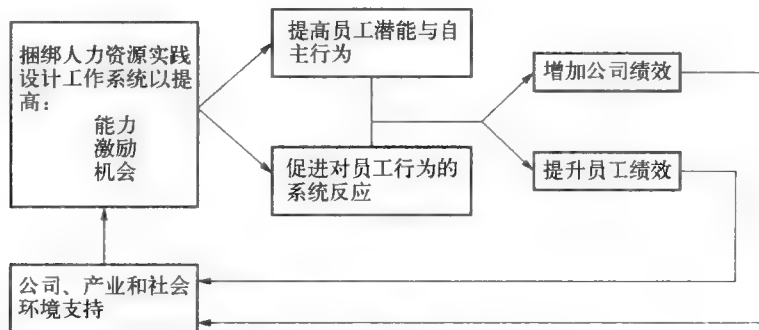 捆绑人力资源实践
设计工作系统以提
高：
能力
激励
机会
提高员工潜能与自
主行为
促进对员工行为的
系统反应
增加公司绩效
提升员工绩效
公司、产业和社会
环境支持